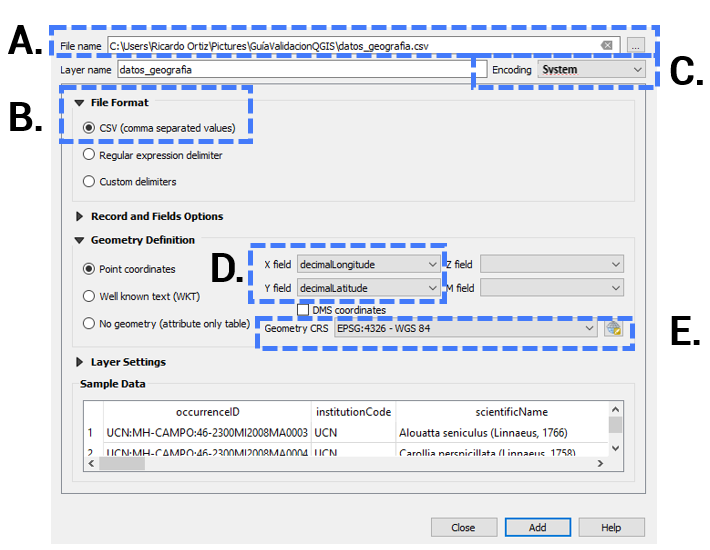 A.
File name C:\Users\Ricardo Ortiz\Pictures\GuíaValidacionQGIS\datos_geografia.csv ...
Layer name datos_geografia Encoding System
C.
B.
File Format
CSV (comma separated values)
Regular expression delimiter
Custom delimiters
Record and Fields Options
Geometry Definition
D.
Point coordinates X field decimalLongitude Z field
Well known text (WKT) Y field decimalLatitude M field
DMS coordinates
No geometry (attribute only table) Geometry CRS EPSG:4326 - WGS 84
E.
Layer Settings
Sample Data
occurrenceID institutionCode scientificName
1 UCN:MH-CAMPO:46-2300MI2008MA0003 UCN Alouatta seniculus (Linnaeus, 1766)
2 UCN:MH-CAMPO:46-2300MI2008MA0004 UCN Carollia perspicillata (Linnaeus, 1758)
Close Add Help